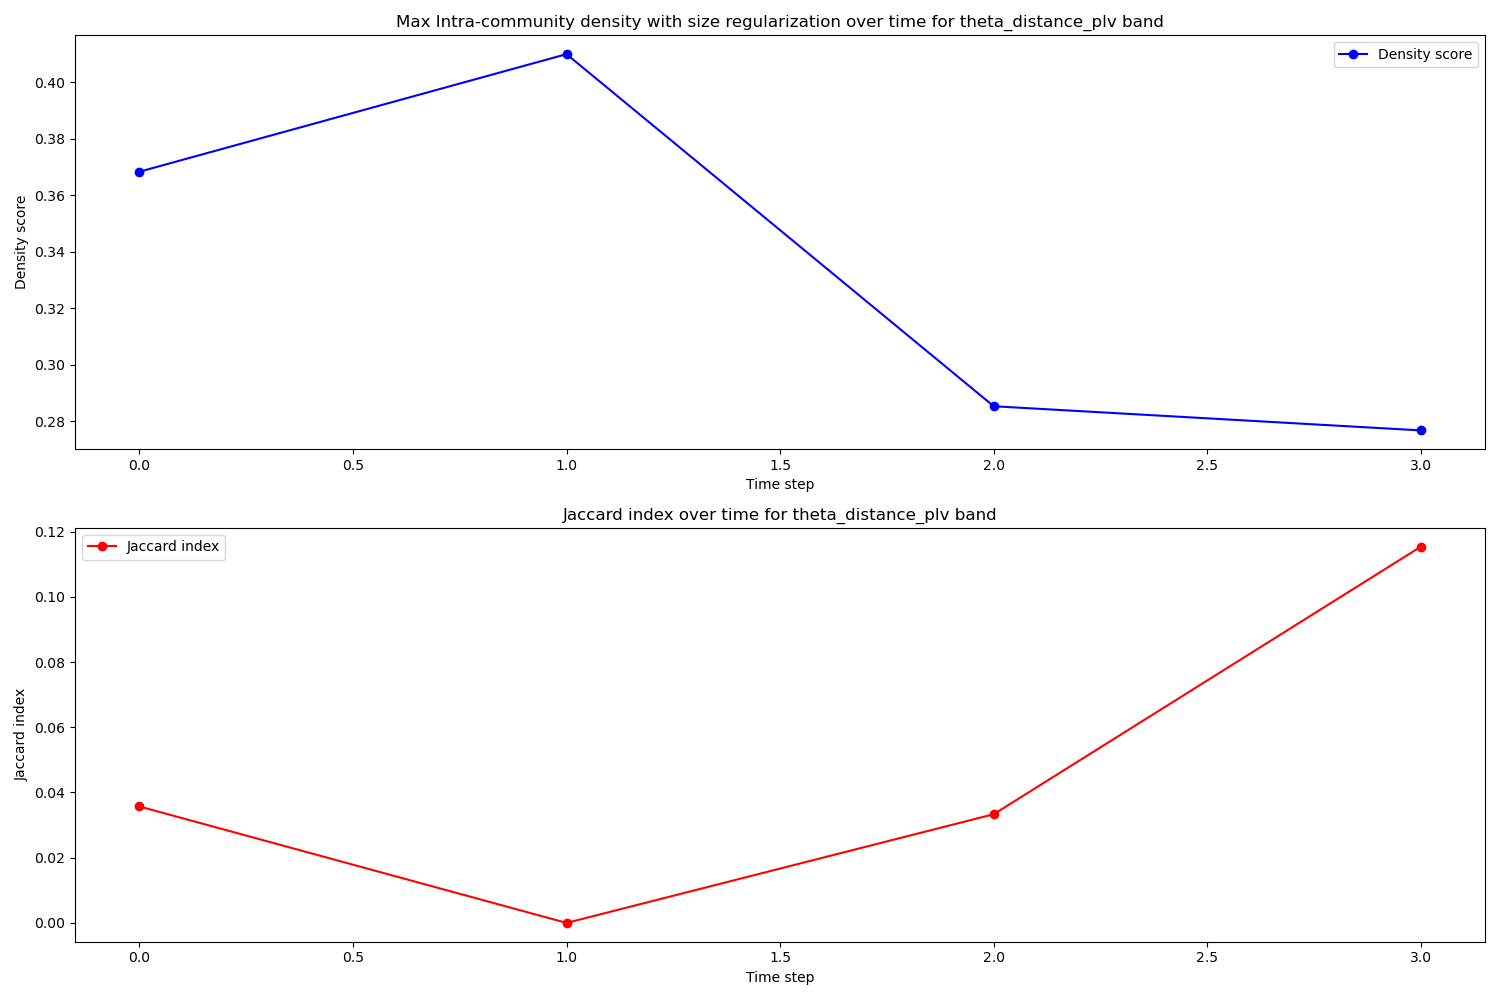 Max Intra-community density with size regularization over time for theta_distance_plv band
Density score
0.40
0.38
0.36
0.34
0.32
0.30
0.28
Density score
0.0 0.5 1.0 1.5 2.0 2.5 3.0
Time step
Jaccard index over time for theta_distance_plv band
Jaccard index
0.12
0.10
0.08
0.06
0.04
0.02
0.00
Jaccard index
0.0 0.5 1.0 1.5 2.0 2.5 3.0
Time step